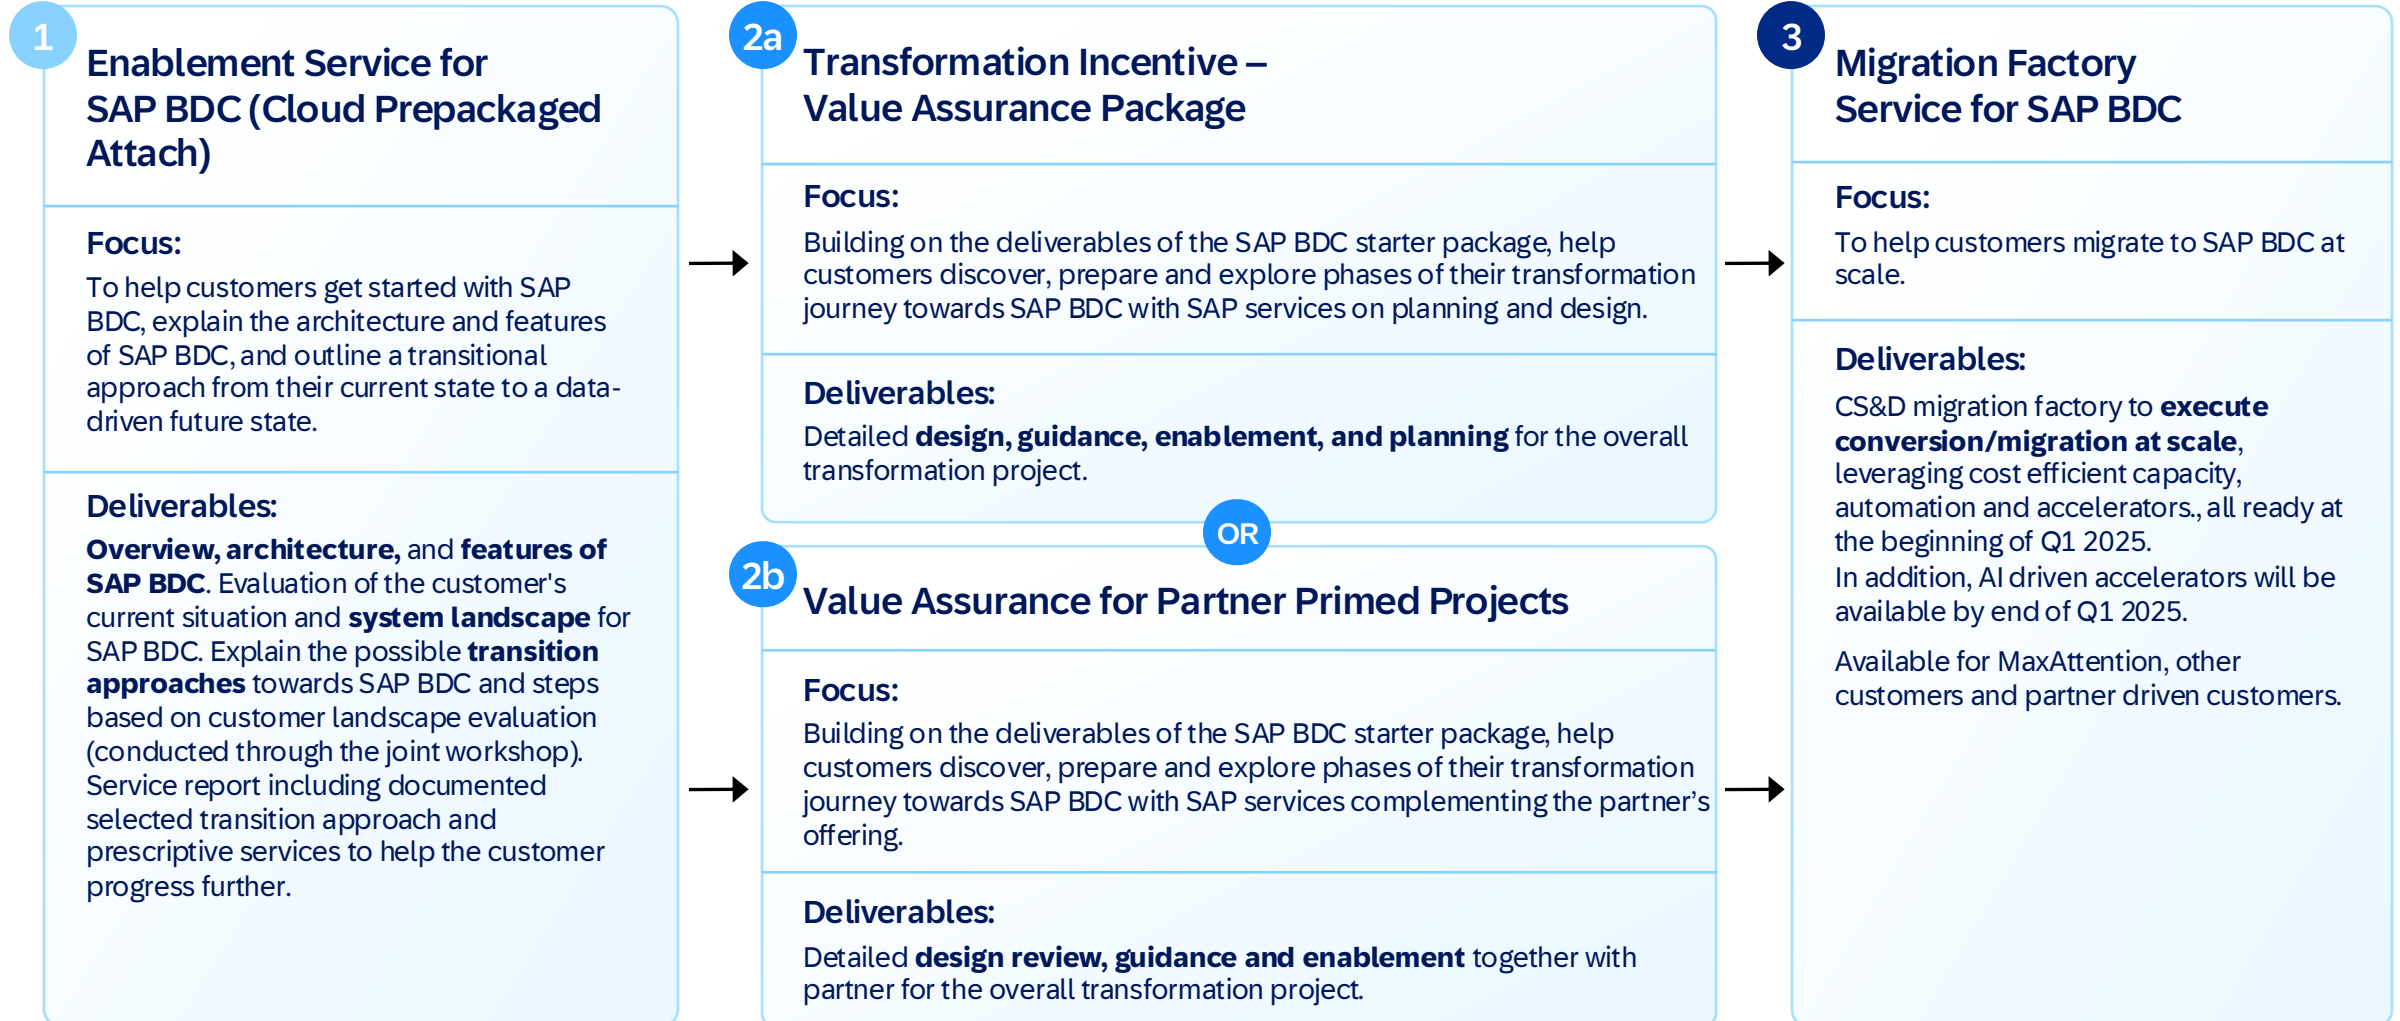 1
Enablement Service for
SAP BDC (Cloud Prepackaged
Attach)
Focus:
To help customers get started with SAP
BDC, explain the architecture and features
of SAP BDC, and outline a transitional
approach from their current state to a data-
driven future state.
Deliverables:
Overview, architecture, and features of
SAP BDC. Evaluation of the customer's
current situation and system landscape for
SAP BDC. Explain the possible transition
approaches towards SAP BDC and steps
based on customer landscape evaluation
(conducted through the joint workshop).
Service report including documented
selected transition approach and
prescriptive services to help the customer
progress further.
2a
Transformation Incentive –
Value Assurance Package
Focus:
Building on the deliverables of the SAP BDC starter package, help
customers discover, prepare and explore phases of their transformation
journey towards SAP BDC with SAP services on planning and design.
Deliverables:
Detailed design, guidance, enablement, and planning for the overall
transformation project.
OR
2b
Value Assurance for Partner Primed Projects
Focus:
Building on the deliverables of the SAP BDC starter package, help
customers discover, prepare and explore phases of their transformation
journey towards SAP BDC with SAP services complementing the partner’s
offering.
Deliverables:
Detailed design review, guidance and enablement together with
partner for the overall transformation project.
3
Migration Factory
Service for SAP BDC
Focus:
To help customers migrate to SAP BDC at
scale.
Deliverables:
CS&D migration factory to execute
conversion/migration at scale,
leveraging cost efficient capacity,
automation and accelerators., all ready at
the beginning of Q1 2025.
In addition, AI driven accelerators will be
available by end of Q1 2025.
Available for MaxAttention, other
customers and partner driven customers.